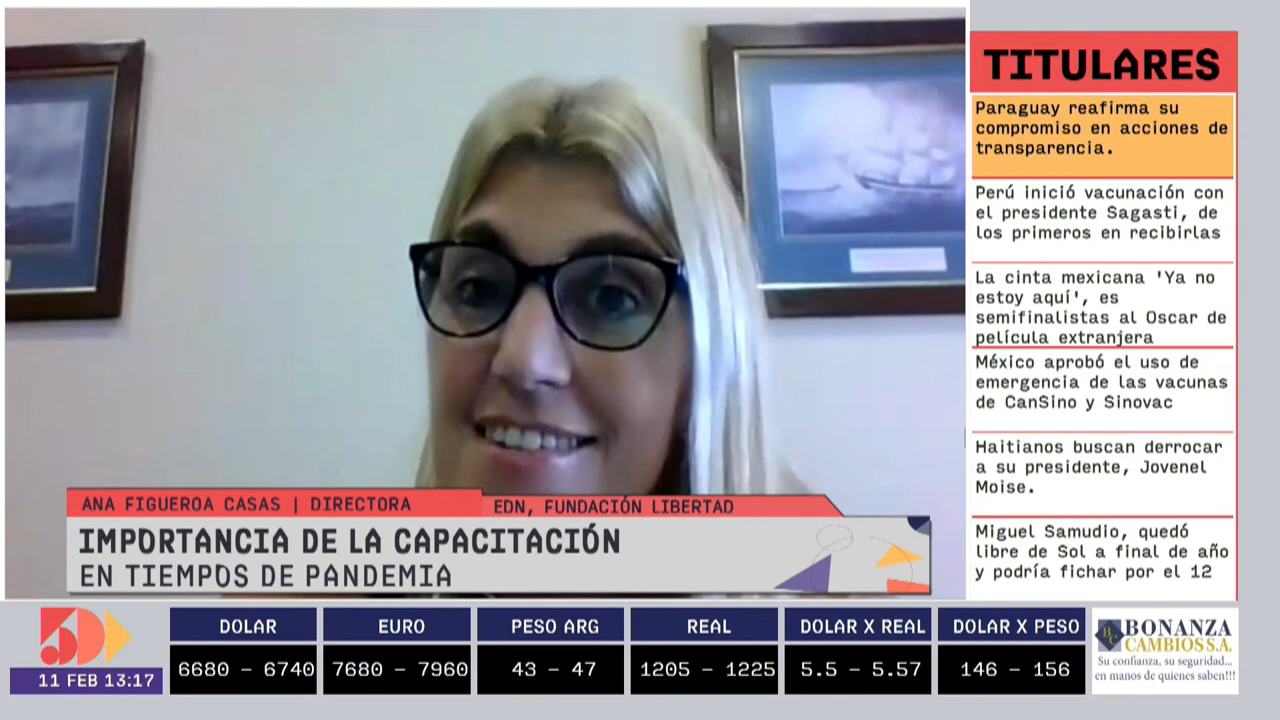 ANA FIGUEROA CASAS | DIRECTORA
EDN, FUNDACIÓN LIBERTAD
IMPORTANCIA DE LA CAPACITACIÓN
EN TIEMPOS DE PANDEMIA
TITULARES
Paraguay reafirma su
compromiso en acciones de
transparencia.
Perú inició vacunación con
el presidente Sagasti, de
los primeros en recibirlas
La cinta mexicana 'Ya no
estoy aquí', es
semifinalistas al Oscar de
película extranjera
México aprobó el uso de
emergencia de las vacunas
de CanSino y Sinovac
Haitianos buscan derrocar
a su presidente, Jovenel
Moise.
Miguel Samudio, quedó
libre de Sol a final de año
y podría fichar por el 12
5D
11 FEB 13:17
DOLAR
6680 - 6740
EURO
7680 - 7960
PESO ARG
43 - 47
REAL
1205 - 1225
DOLAR X REAL
5.5 - 5.57
DOLAR X PESO
146 - 156
BC
BONANZA
CAMBIOS S.A.
Su confianza, su seguridad...
en manos de quienes saben!!!